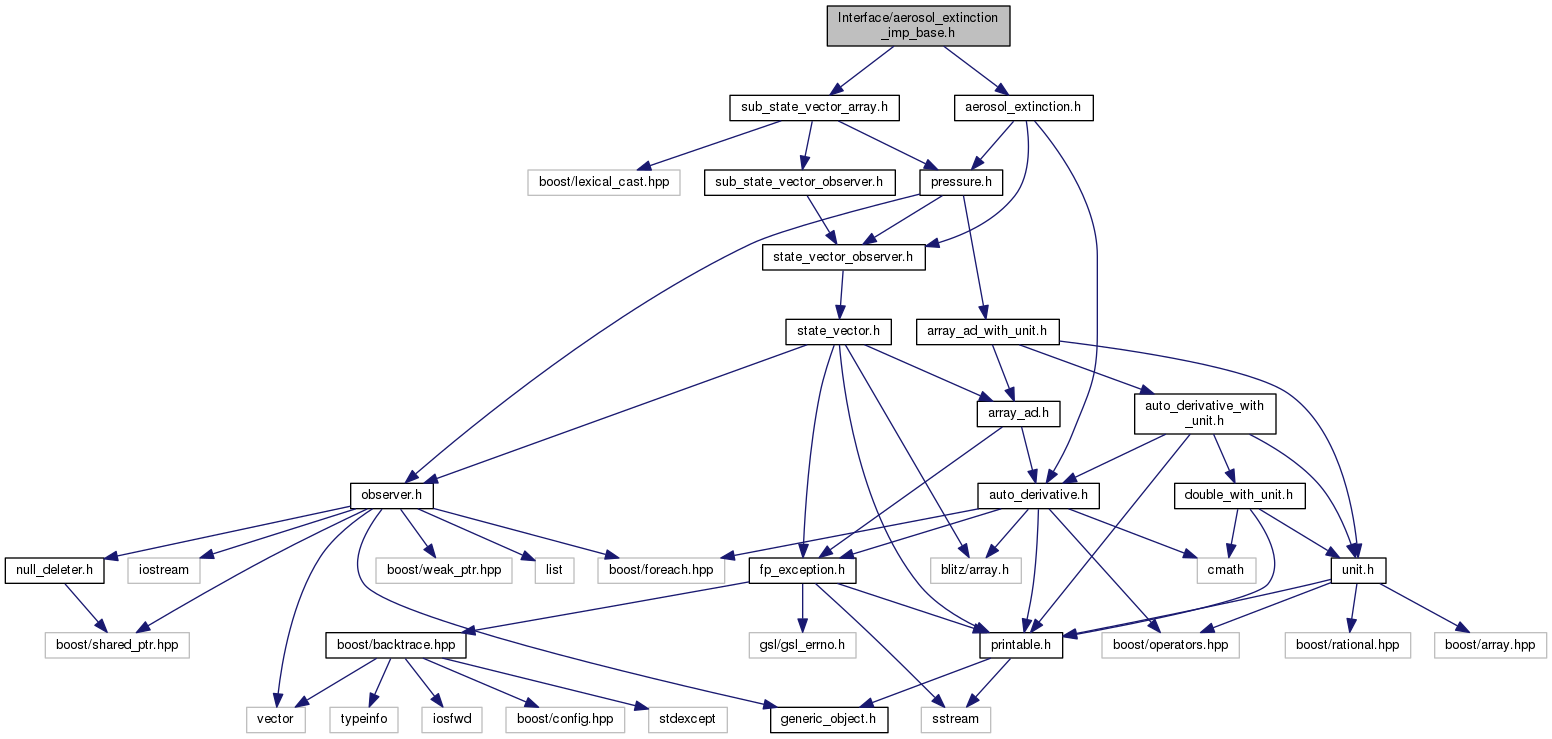 Interface/aerosol_extinction
_imp_base.h
sub_state_vector_array.h
aerosol_extinction.h
boost/lexical_cast.hpp
sub_state_vector_observer.h
pressure.h
state_vector_observer.h
state_vector.h
array_ad_with_unit.h
array_ad.h
auto_derivative_with
_unit.h
observer.h
auto_derivative.h
double_with_unit.h
null_deleter.h
iostream
boost/weak_ptr.hpp
list
boost/foreach.hpp
fp_exception.h
blitz/array.h
cmath
unit.h
boost/shared_ptr.hpp
boost/backtrace.hpp
gsl/gsl_errno.h
printable.h
boost/operators.hpp
boost/rational.hpp
boost/array.hpp
vector
typeinfo
iosfwd
boost/config.hpp
stdexcept
generic_object.h
sstream